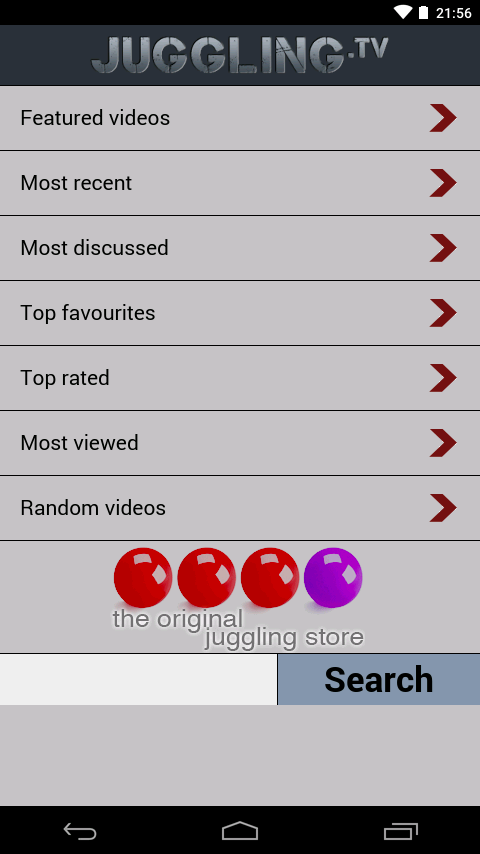 21:56
JUGGLING.TV
Featured videos
Most recent
Most discussed
Top favourites
Top rated
Most viewed
Random videos
the original
juggling store
Search